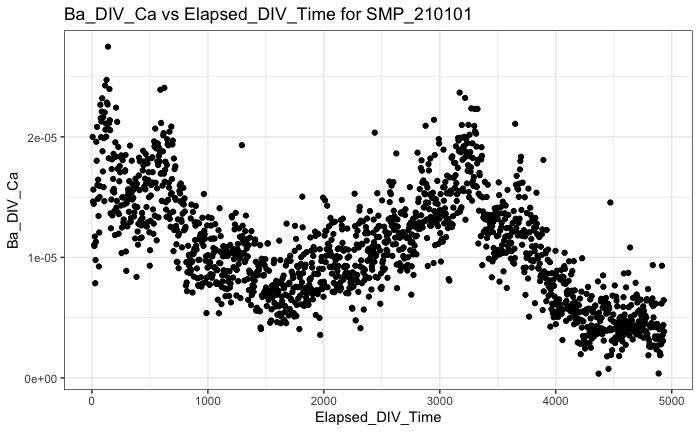 Ba_DIV_Ca vs Elapsed_DIV_Time for SMP_210101
Ba_DIV_Ca
2e-05
1e-05
0e+00
0 1000 2000 3000 4000 5000
Elapsed_DIV_Time